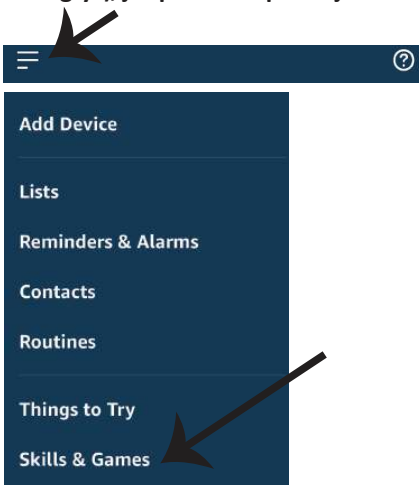 ?
Add Device
Lists
Reminders & Alarms
Contacts
Routines
Things to Try
Skills & Games